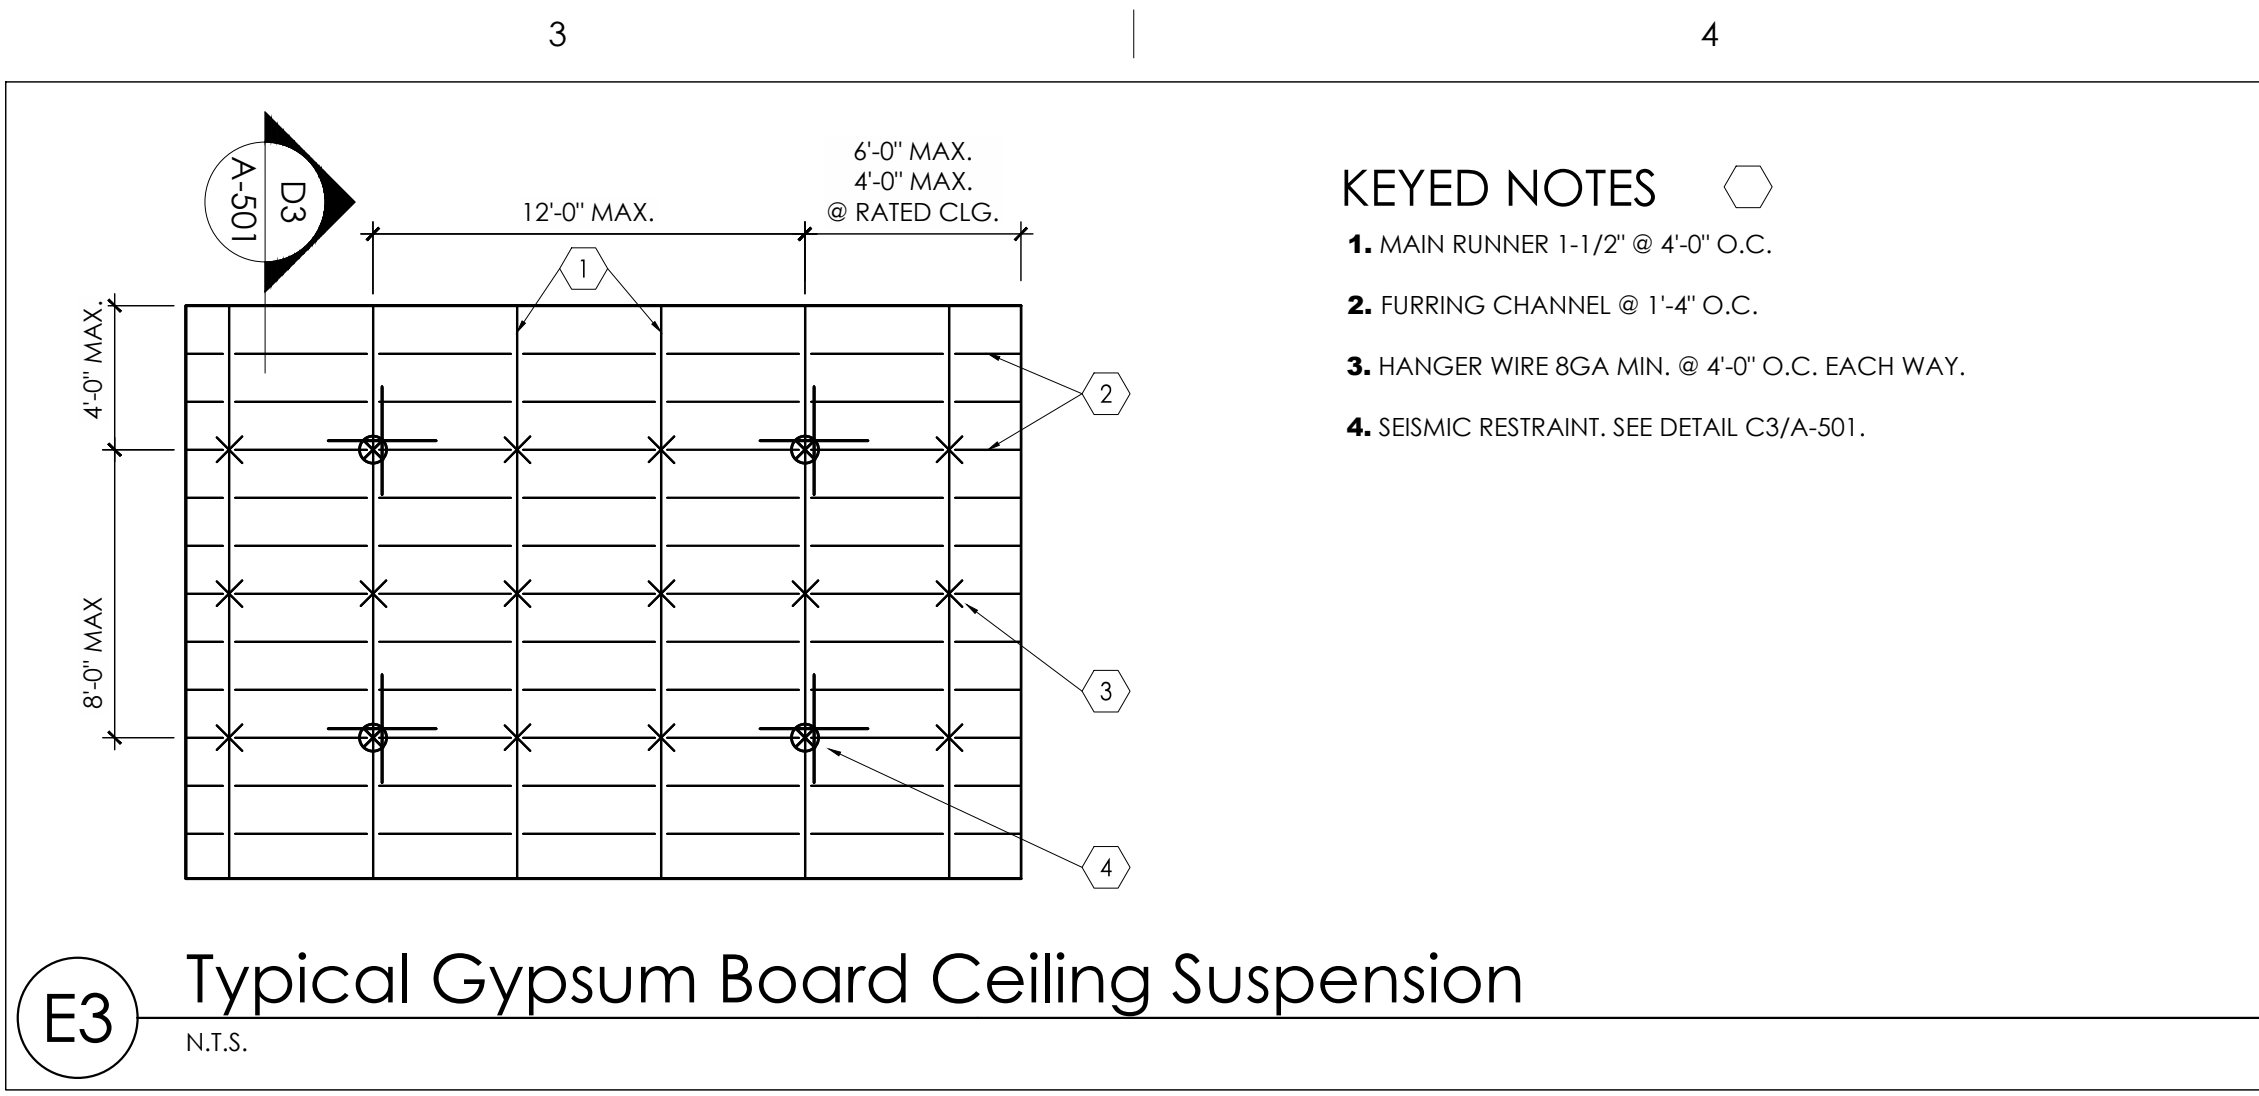 3
4
D3
A-501
12'-0" MAX.
6'-0" MAX.
4'-0" MAX.
@ RATED CLG.
4'-0" MAX.
8'-0" MAX
1
2
3
4
KEYED NOTES
1. MAIN RUNNER 1-1/2" @ 4'-0" O.C.
2. FURRING CHANNEL @ 1'-4" O.C.
3. HANGER WIRE 8GA MIN. @ 4'-0" O.C. EACH WAY.
4. SEISMIC RESTRAINT. SEE DETAIL C3/A-501.
E3
Typical Gypsum Board Ceiling Suspension
N.T.S.